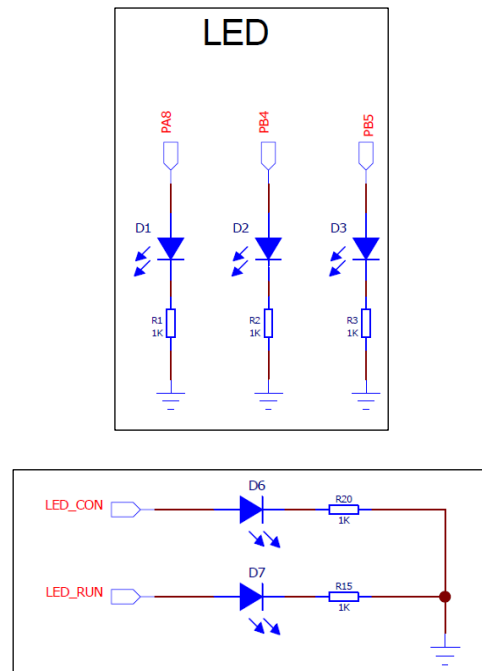 LED
PA8 PB4 PB5
D1 D2 D3
R1 R2 R3
1K 1K 1K
D6
LED_CON R20
1K
D7
LED_RUN R15
1K